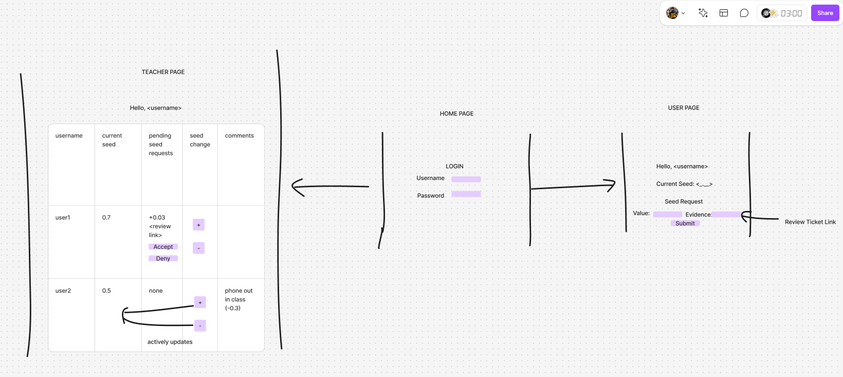 03:00
Share
TEACHER PAGE
Hello, <username>
username
current seed
pending seed requests
seed change
comments
user1
0.7
+0.03
<review link>
Accept
Deny
+
-
user2
0.5
none
+
-
phone out in class (-0.3)
actively updates
HOME PAGE
LOGIN
Username
Password
USER PAGE
Hello, <username>
Current Seed: <_.__>
Seed Request
Value:
Evidence:
Submit
Review Ticket Link